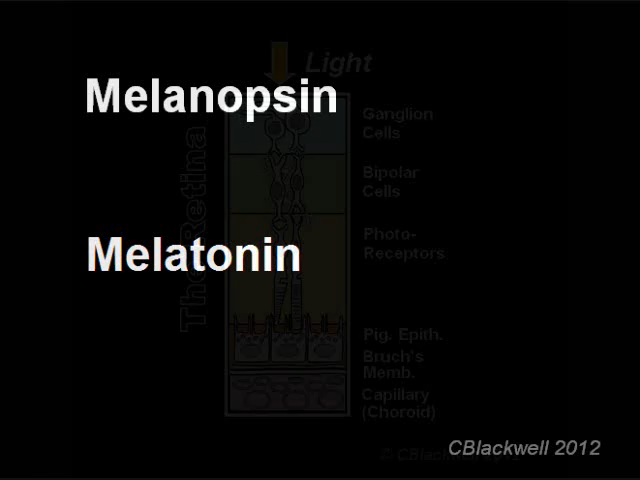 Light
Melanopsin
Ganglion
Cells
The Retina
Bipolar
Cells
Melatonin
Photo-
Receptors
Pig. Epith.
Bruch's
Memb.
Capillary
(Choroid)
CBlackwell 2012